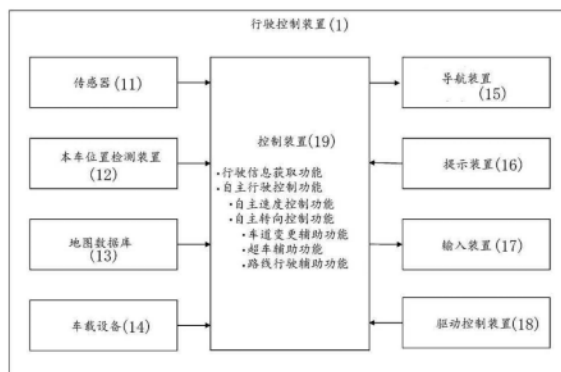 行驶控制装置(1)
传感器(11)
本车位置检测装置
(12)
地图数据库
(13)
车载设备(14)
控制装置(19)
·行驶信息获取功能
·自主行驶控制功能
·自主速度控制功能
·自主转向控制功能
·车道变更辅助功能
·超车辅助功能
·路线行驶辅助功能
导航装置
(15)
提示装置(16)
输入装置(17)
驱动控制装置(18)